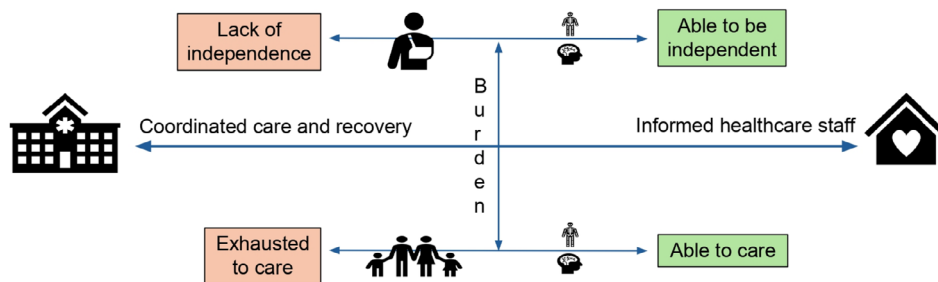 Lack of
independence
Able to be
independent
Burden
Coordinated care and recovery
Informed healthcare staff
Exhausted
to care
Able to care